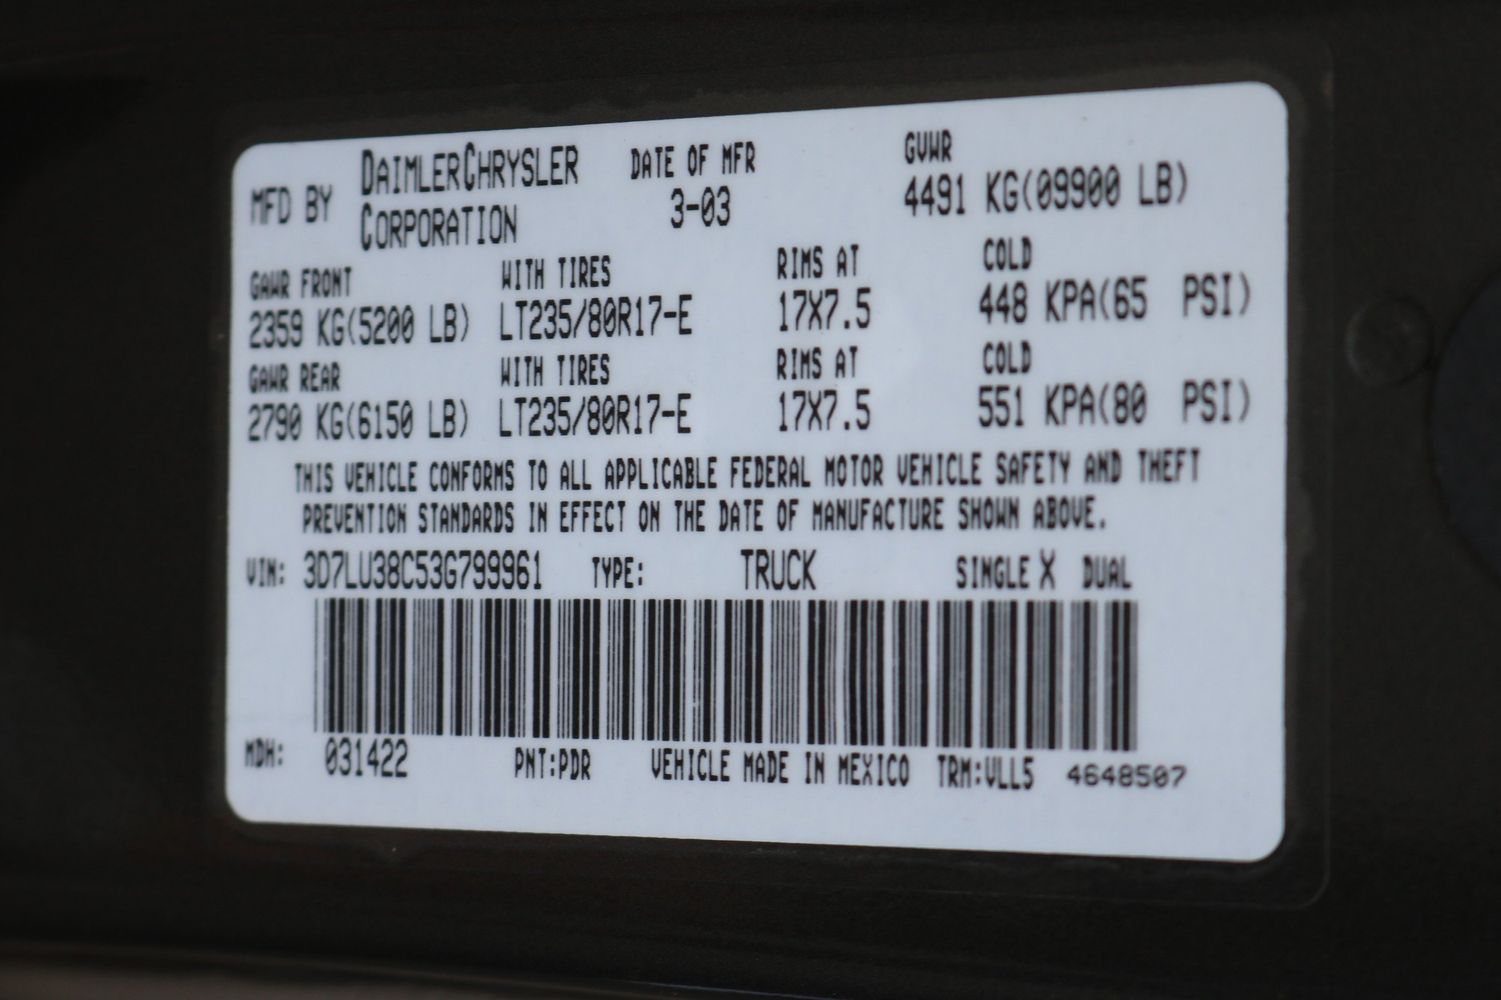 MFD BY DAIMLERCHRYSLER CORPORATION DATE OF MFR 3-03 GVWR 4491 KG(09900 LB)
GAWR FRONT WITH TIRES RIMS AT COLD
2359 KG(5200 LB) LT235/80R17-E 17X7.5 448 KPA(65 PSI)
GAWR REAR WITH TIRES RIMS AT COLD
2790 KG(6150 LB) LT235/80R17-E 17X7.5 551 KPA(80 PSI)
THIS VEHICLE CONFORMS TO ALL APPLICABLE FEDERAL MOTOR VEHICLE SAFETY AND THEFT
PREVENTION STANDARDS IN EFFECT ON THE DATE OF MANUFACTURE SHOWN ABOVE.
VIN: 3D7LU38C53G799961 TYPE: TRUCK SINGLE X DUAL
MDH: 031422 PNT:PDR VEHICLE MADE IN MEXICO TRM:VLL5 4648507